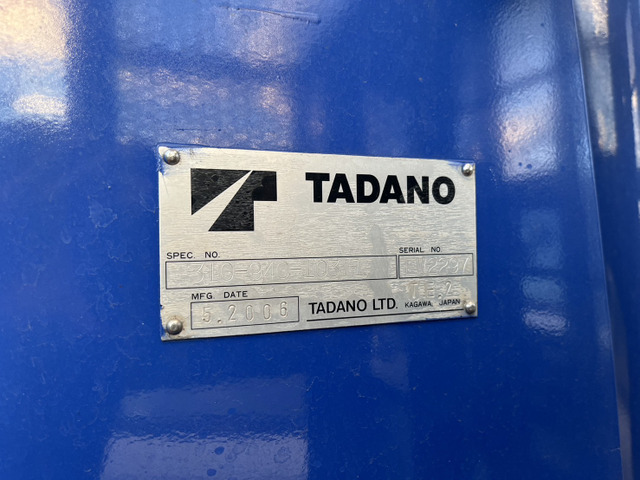 TADANO
SPEC. NO.
SERIAL NO.
MFG DATE
5.2006
TADANO LTD. KAGAWA, JAPAN